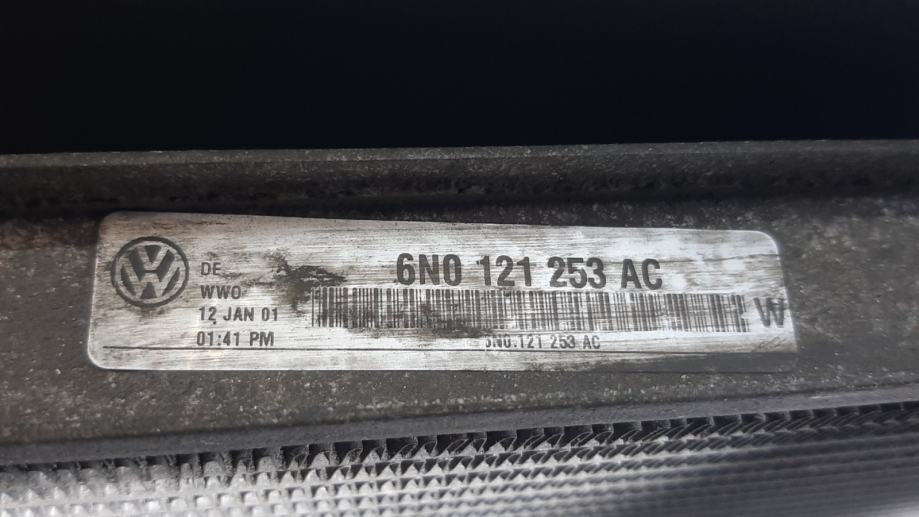 DE
WWO
12 JAN 01
01:41 PM
6N0 121 253 AC
6N0.121 253 AC
W